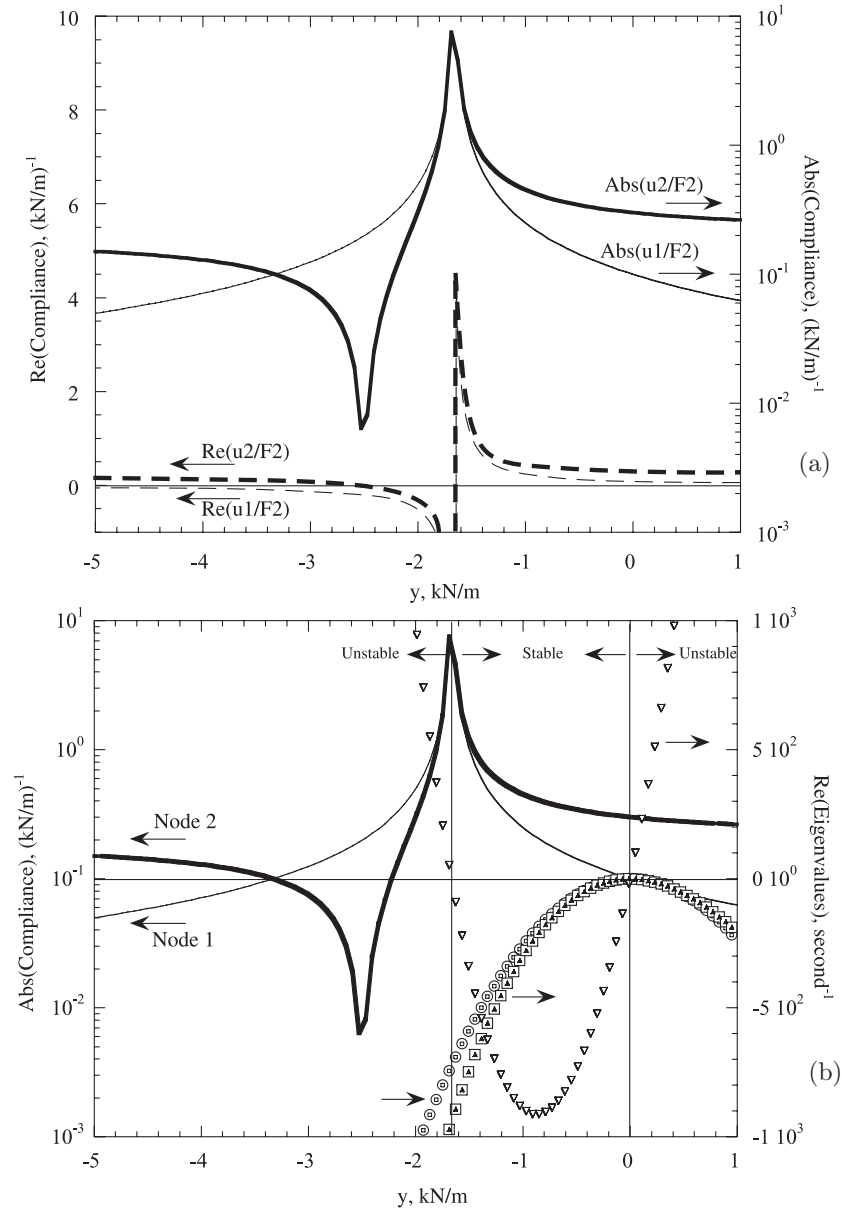 10
8
6
4
2
0
Re(Compliance), (kN/m)-1
10^1
10^0
10^-1
10^-2
10^-3
Abs(Compliance), (kN/m)-1
Abs(u2/F2)
Abs(u1/F2)
Re(u2/F2)
Re(u1/F2)
(a)
-5 -4 -3 -2 -1 0 1
y, kN/m
10^1
10^0
10^-1
10^-2
10^-3
Abs(Compliance), (kN/m)-1
1 10^3
5 10^2
0 10^0
-5 10^2
-1 10^3
Re(Eigenvalues), second-1
Unstable Stable Unstable
Node 2
Node 1
(b)
-5 -4 -3 -2 -1 0 1
y, kN/m